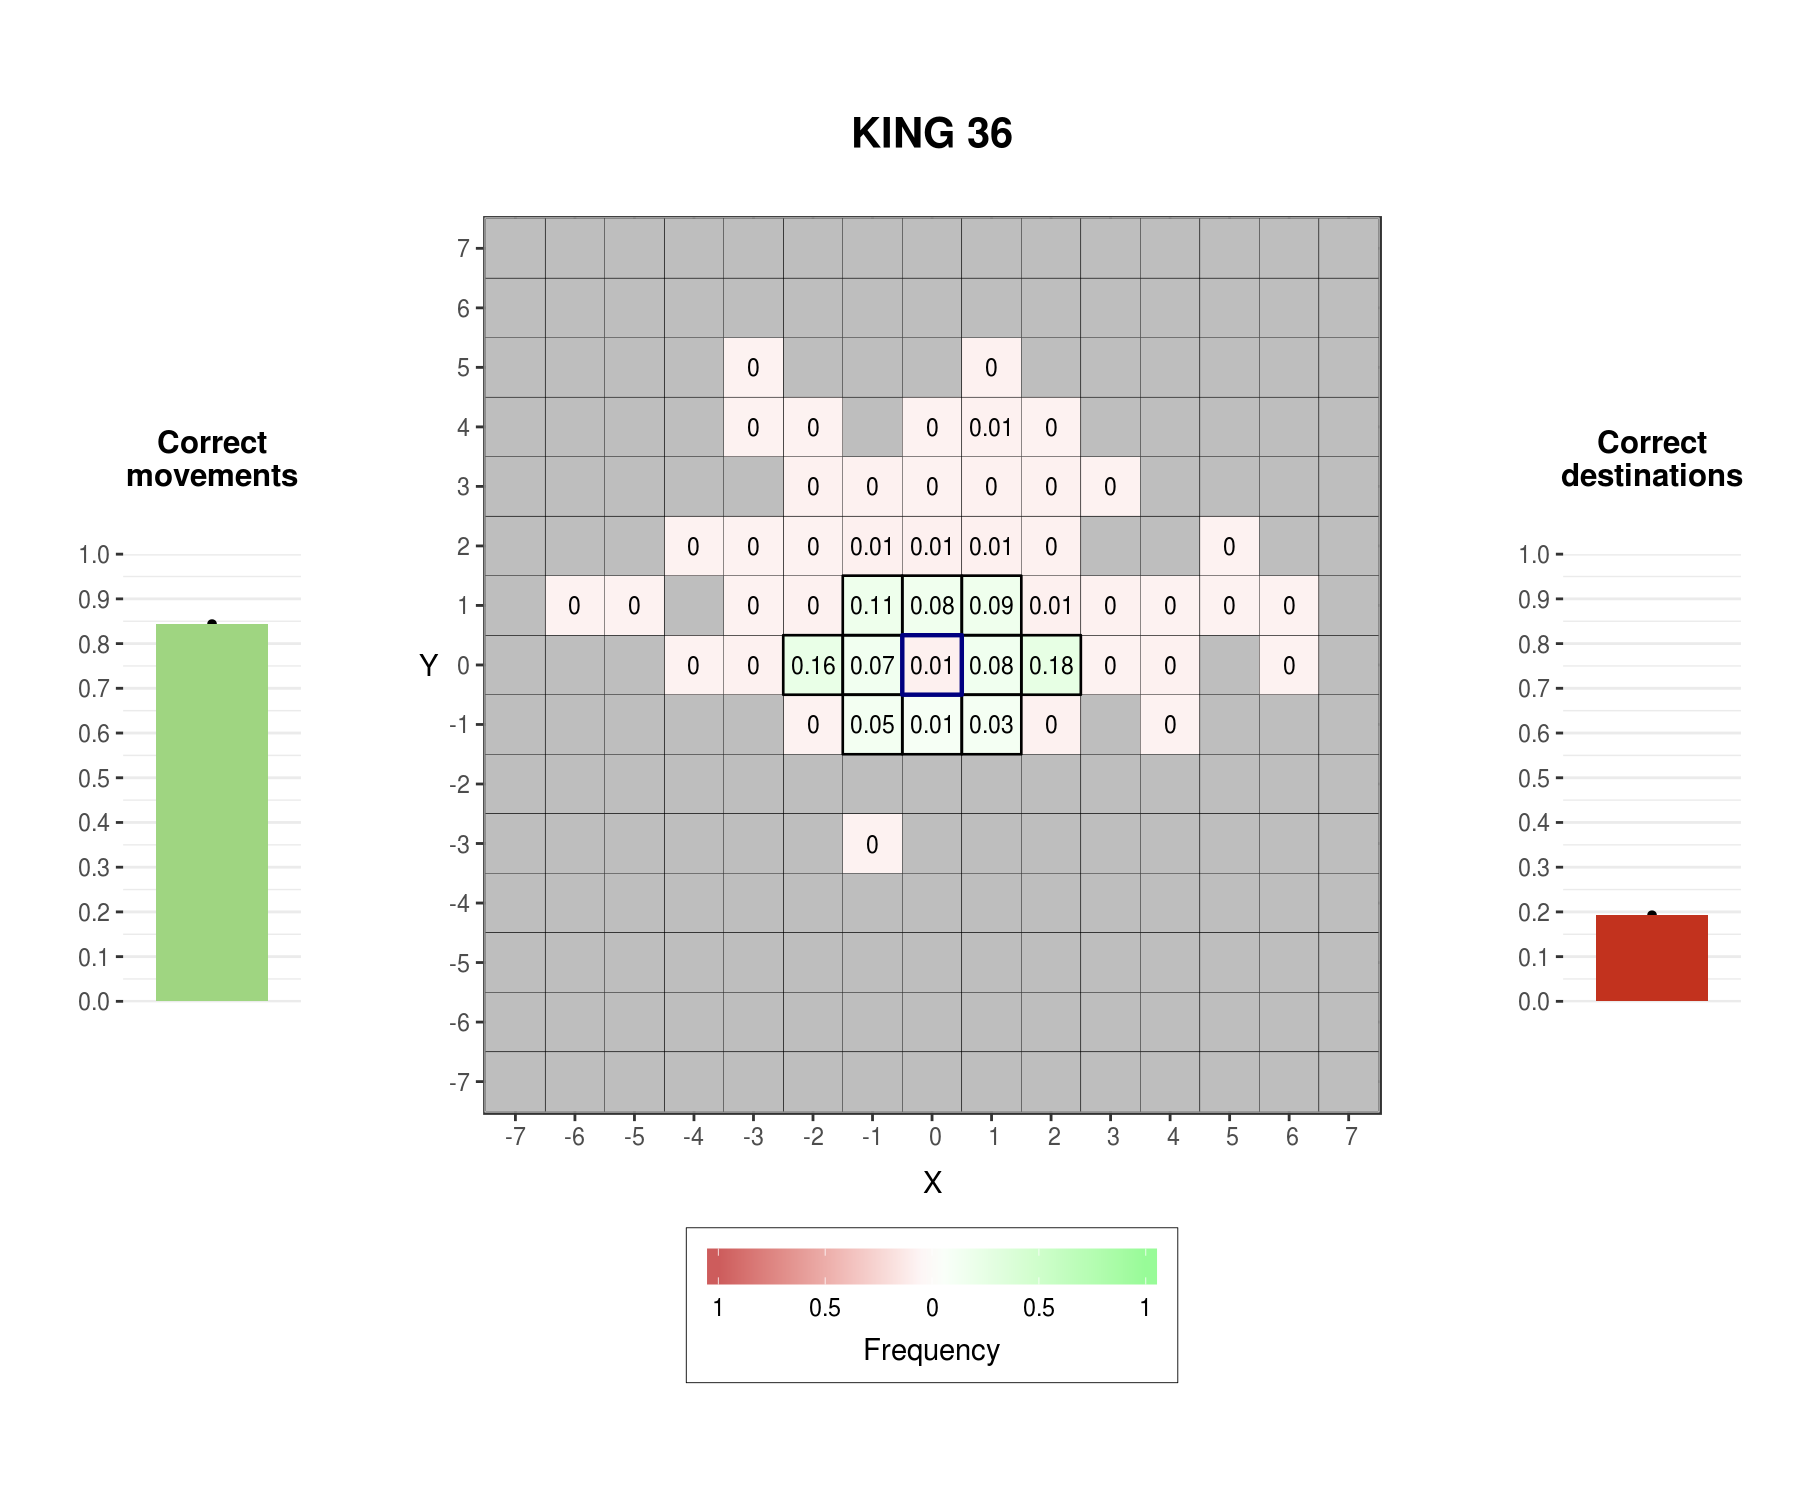 KING 36
Correct
movements
1.0
0.9
0.8
0.7
0.6
0.5
0.4
0.3
0.2
0.1
0.0
Y
7
6
5 0 0
4 0 0 0 0.01 0
3 0 0 0 0 0 0
2 0 0 0 0.01 0.01 0.01 0 0
1 0 0 0 0 0.11 0.08 0.09 0.01 0 0 0 0
0 0 0 0.16 0.07 0.01 0.08 0.18 0 0 0
-1 0 0.05 0.01 0.03 0 0
-2
-3 0
-4
-5
-6
-7
-7 -6 -5 -4 -3 -2 -1 0 1 2 3 4 5 6 7
X
1 0.5 0 0.5 1
Frequency
Correct
destinations
1.0
0.9
0.8
0.7
0.6
0.5
0.4
0.3
0.2
0.1
0.0